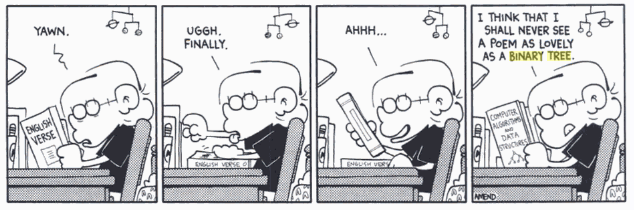 YAWN.
ENGLISH
VERSE
UGGH.
FINALLY.
ENGLISH VERSE
AHHH...
ENGLISH VERS
I THINK THAT I
SHALL NEVER SEE
A POEM AS LOVELY
AS A BINARY TREE.
COMPUTER
ALGORITHMS
AND
DATA
STRUCTURES
AMEND